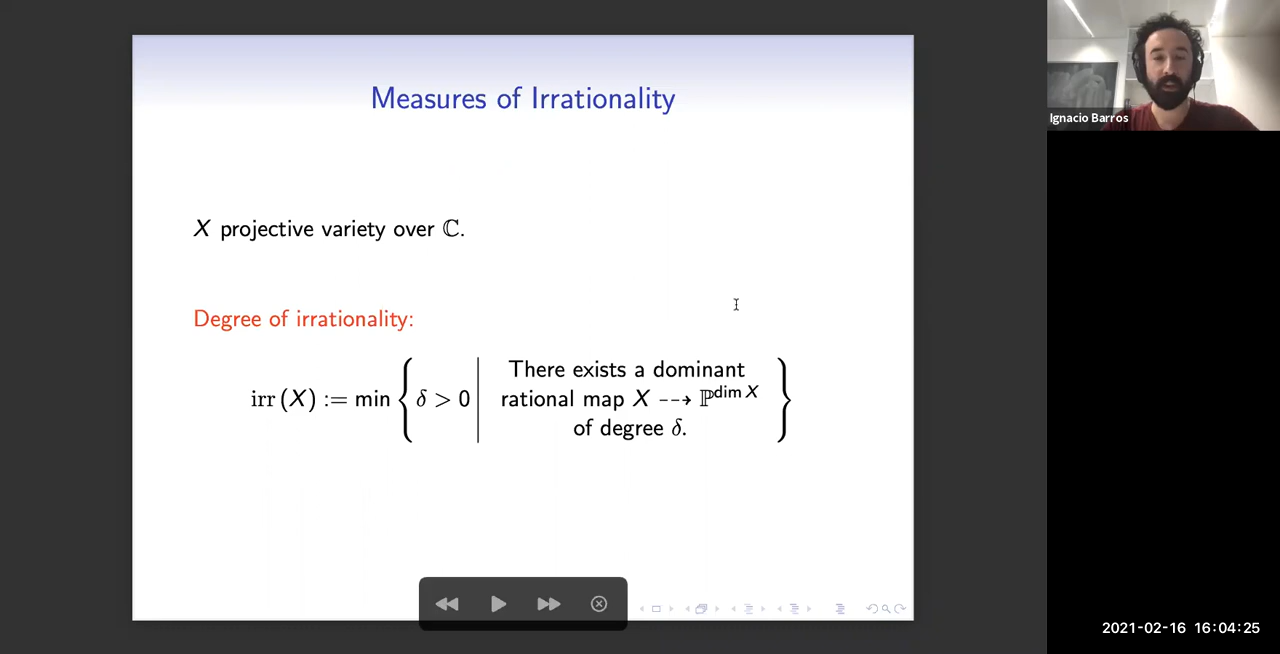 Measures of Irrationality
X projective variety over ℂ.
Degree of irrationality:
irr (X) := min { δ > 0 | There exists a dominant
rational map X --→ ℙ^dim X
of degree δ. }
Ignacio Barros
2021-02-16 16:04:25